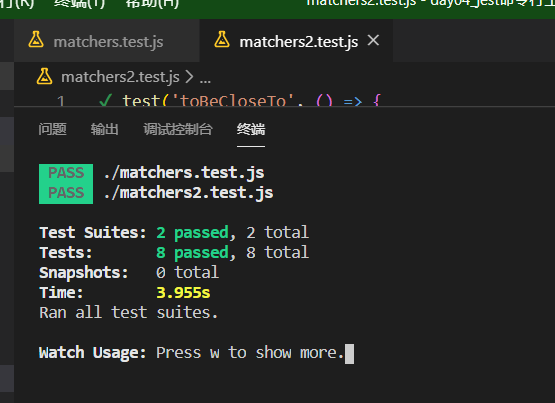 行(R) 终端(T) 帮助(H) matchers2.test.js - day04_jest命令行
matchers.test.js matchers2.test.js
matchers2.test.js > ...
1 test('toBeCloseTo', () => {
问题 输出 调试控制台 终端
PASS ./matchers.test.js
PASS ./matchers2.test.js
Test Suites: 2 passed, 2 total
Tests: 8 passed, 8 total
Snapshots: 0 total
Time: 3.955s
Ran all test suites.
Watch Usage: Press w to show more.